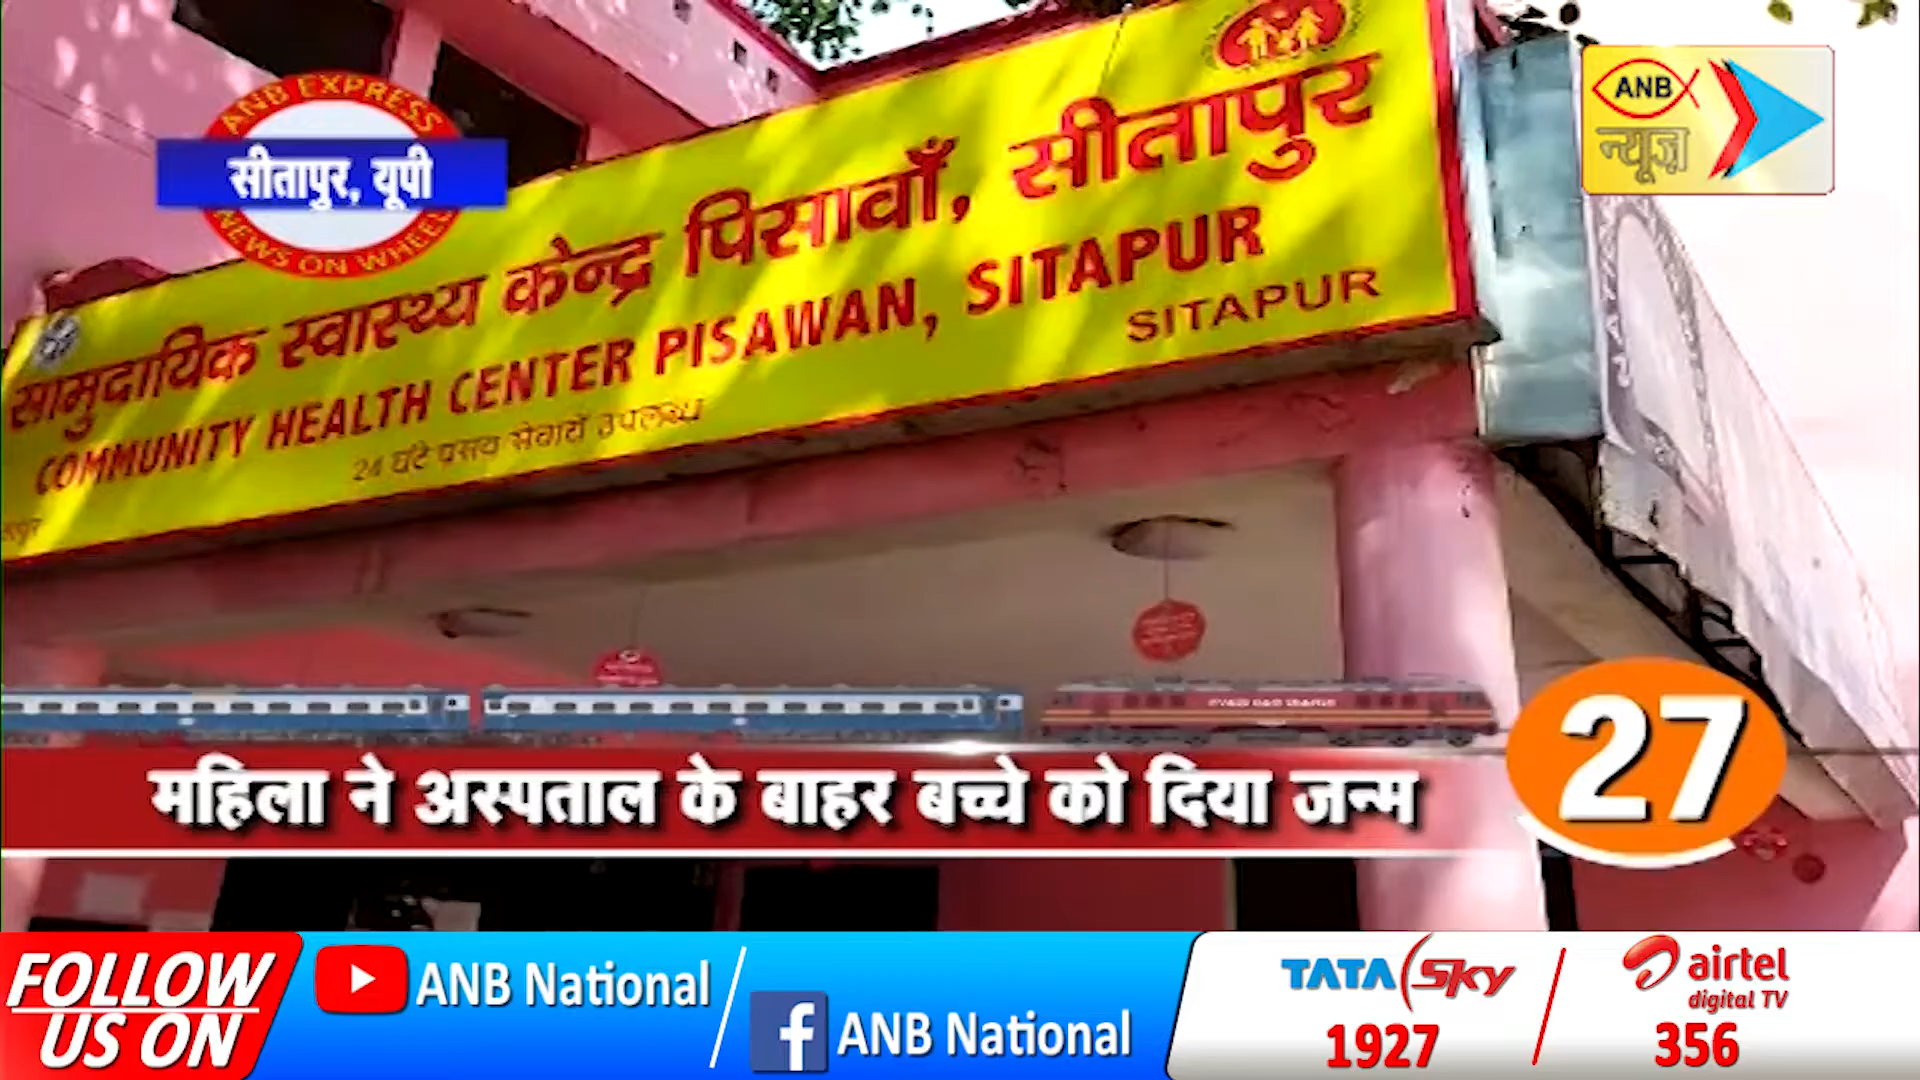 ANB EXPRESS
सीतापुर, यूपी
NEWS ON WHEEL
ANB
न्यूज़
सामुदायिक स्वास्थ्य केन्द्र पिसावाँ, सीतापुर
COMMUNITY HEALTH CENTER PISAWAN, SITAPUR
SITAPUR
24 घंटे प्रसव सेवायें उपलब्ध
27
महिला ने अस्पताल के बाहर बच्चे को दिया जन्म
FOLLOW
US ON
ANB National
ANB National
TATA Sky
1927
airtel
digital TV
356